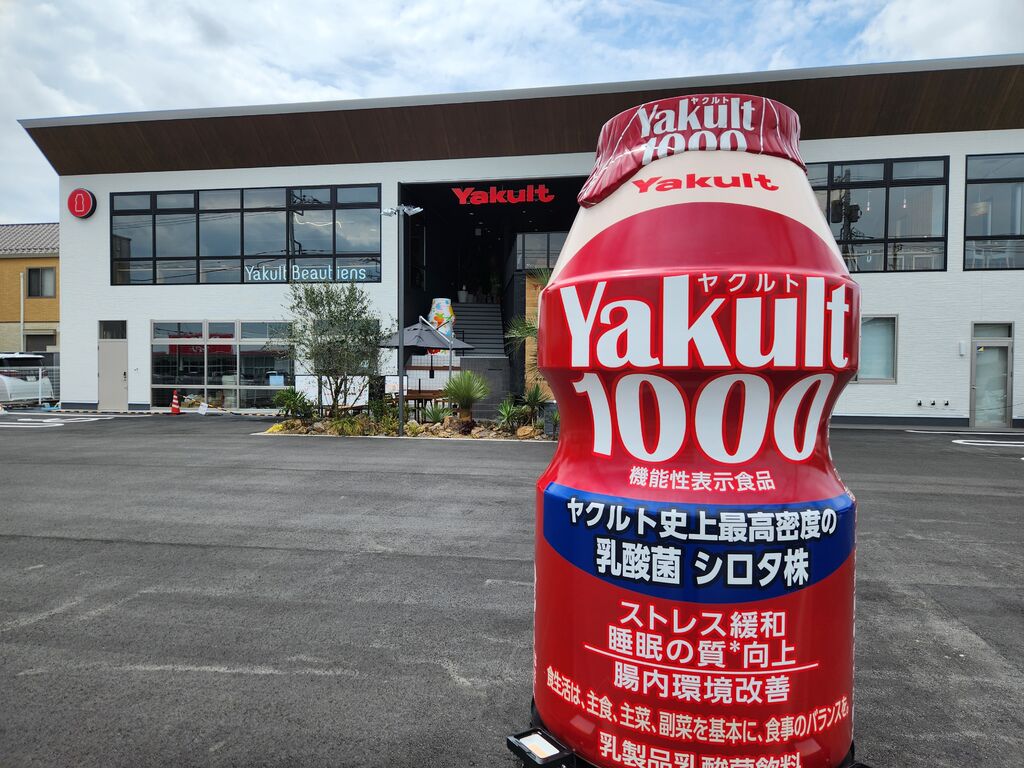 Yakult
Yakult Beautiens
ヤクルト
Yakult
1000
Yakult
ヤクルト
Yakult
1000
機能性表示食品
ヤクルト史上最高密度の
乳酸菌 シロタ株
ストレス緩和
睡眠の質*向上
腸内環境改善
食生活は、主食、主菜、副菜を基本に、食事のバランスを。
乳製品乳酸菌飲料